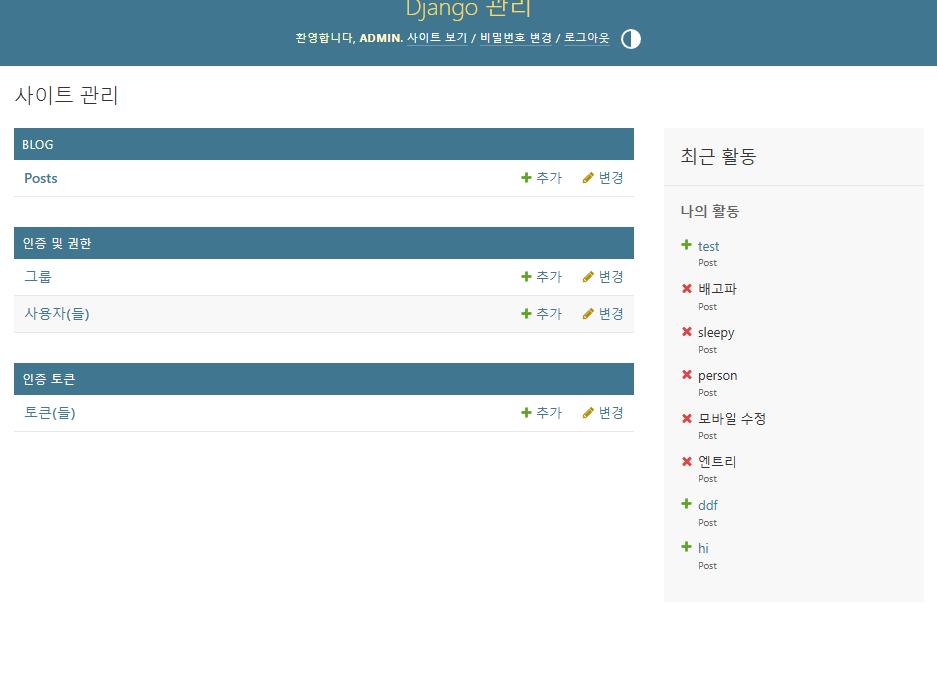 Django 관리
환영합니다, ADMIN. 사이트 보기 / 비밀번호 변경 / 로그아웃
사이트 관리
BLOG
Posts 추가 변경
인증 및 권한
그룹 추가 변경
사용자(들) 추가 변경
인증 토큰
토큰(들) 추가 변경
최근 활동
나의 활동
test
Post
배고파
Post
sleepy
Post
person
Post
모바일 수정
Post
엔트리
Post
ddf
Post
hi
Post